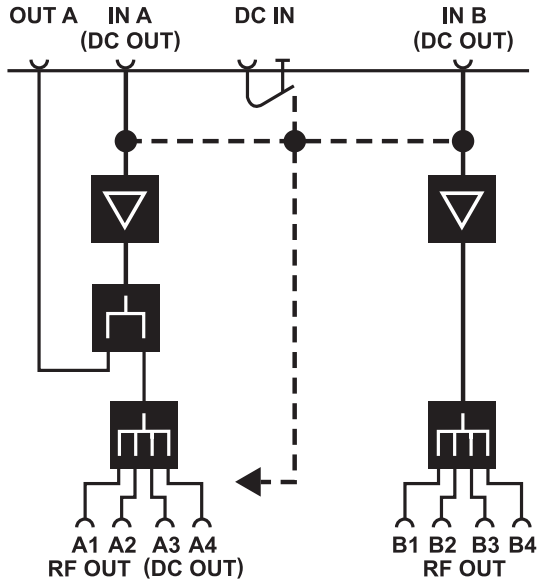 OUT A IN A DC IN IN B
(DC OUT) (DC OUT)
A1 A2 A3 A4 B1 B2 B3 B4
RF OUT (DC OUT) RF OUT